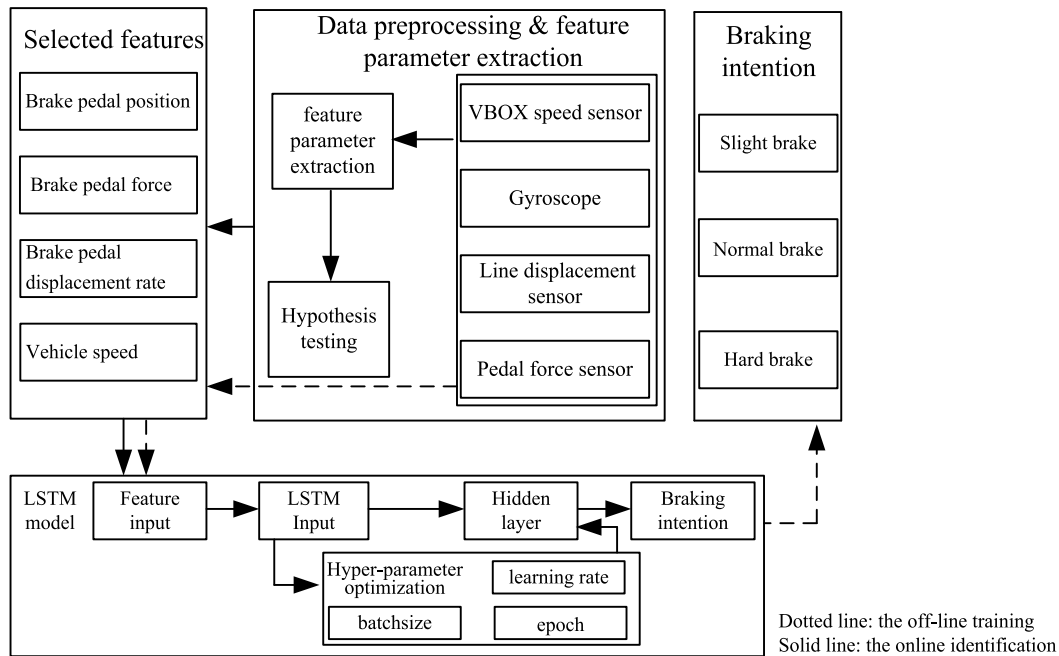 Selected features
Brake pedal position
Brake pedal force
Brake pedal
displacement rate
Vehicle speed
Data preprocessing & feature
parameter extraction
feature
parameter
extraction
Hypothesis
testing
VBOX speed sensor
Gyroscope
Line displacement
sensor
Pedal force sensor
Braking
intention
Slight brake
Normal brake
Hard brake
LSTM
model
Feature
input
LSTM
Input
Hidden
layer
Braking
intention
Hyper-parameter
optimization
learning rate
batchsize
epoch
Dotted line: the off-line training
Solid line: the online identification